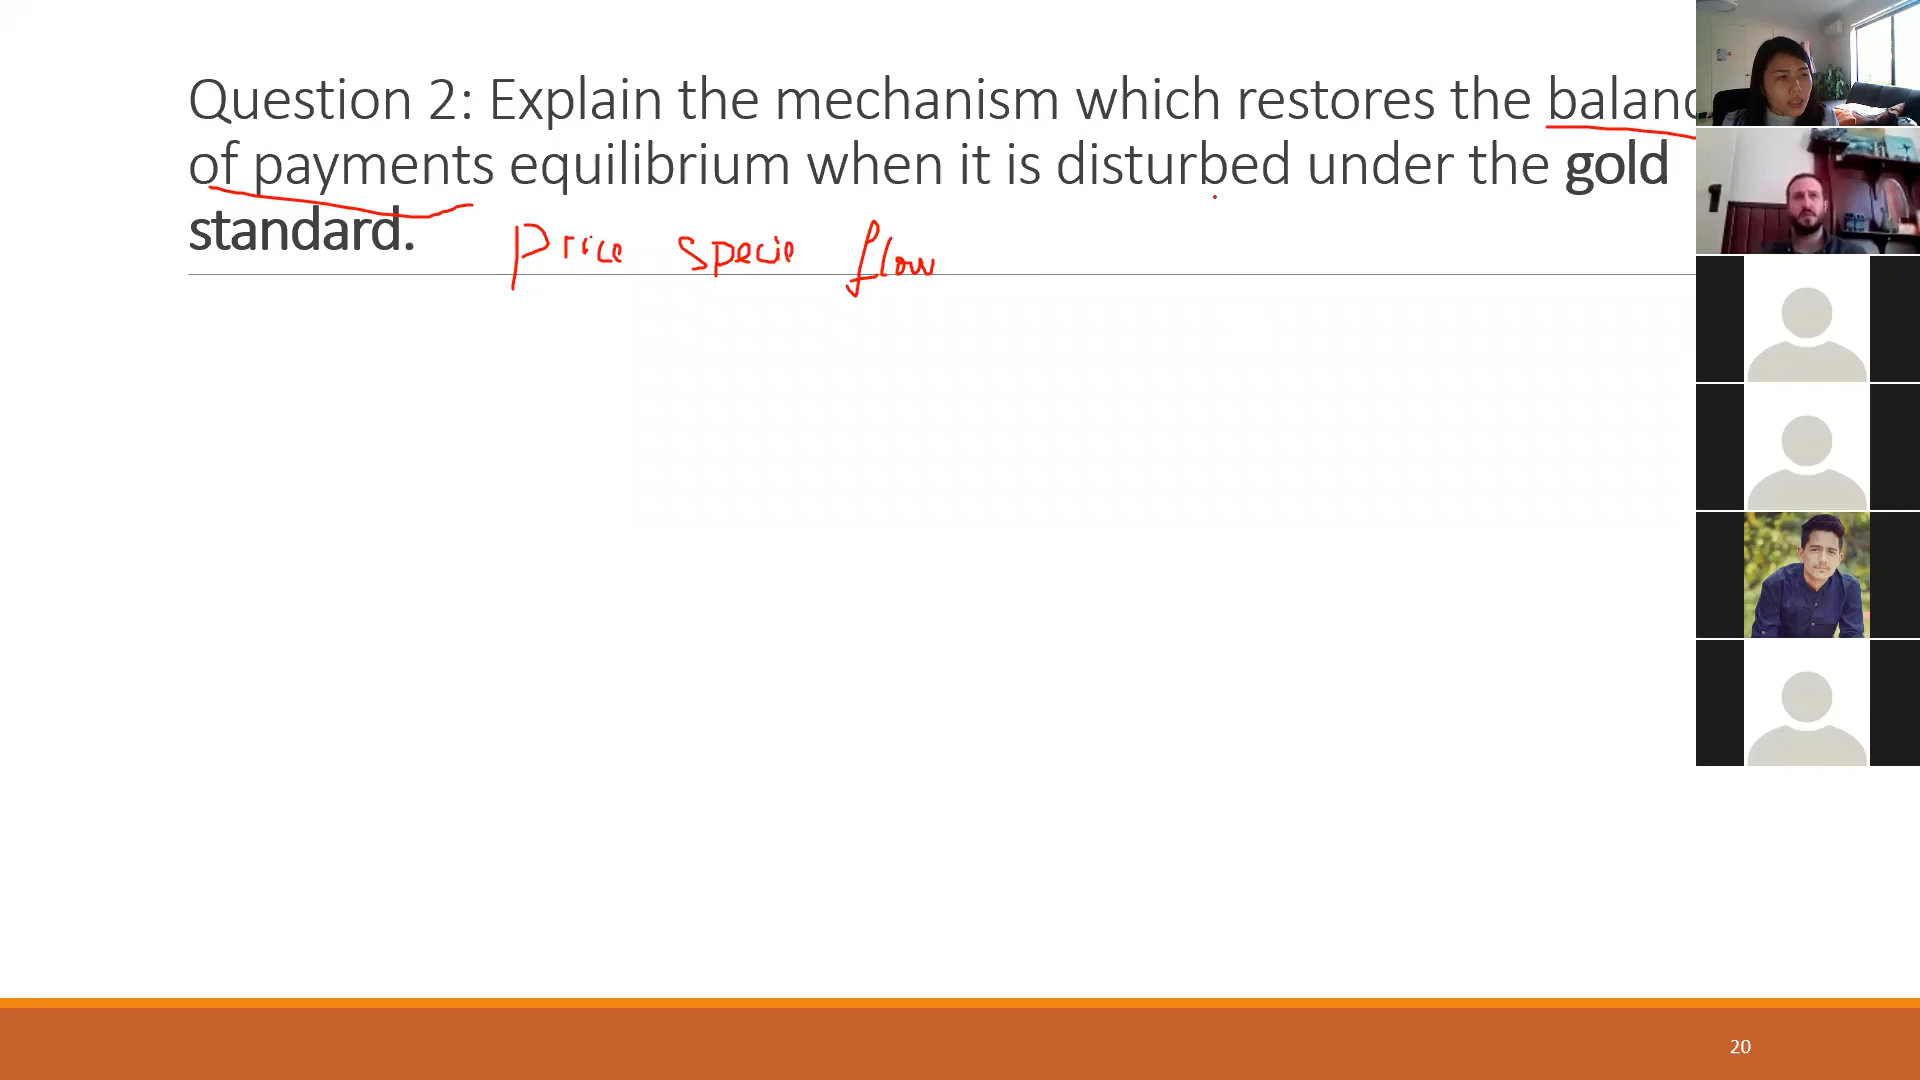 Question 2: Explain the mechanism which restores the balanc
of payments equilibrium when it is disturbed under the gold
standard.
Price specie flow
20